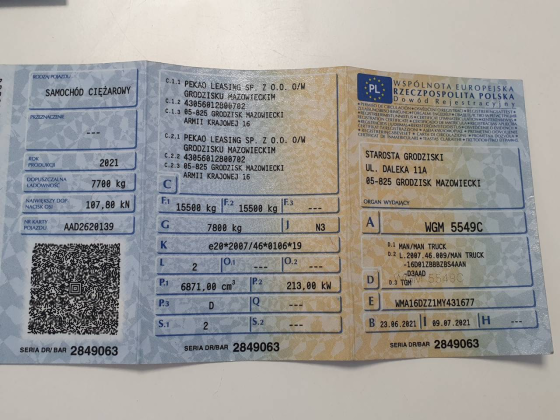 RODZAJ POJAZDU
SAMOCHÓD CIĘŻAROWY
PRZEZNACZENIE
---
ROK PRODUKCJI
2021
DOPUSZCZALNA ŁADOWNOŚĆ
7700 kg
NAJWIĘKSZY DOP. NACISK OSI
107,80 kN
NR KARTY POJAZDU
AAD2620139
SERIA DR/BAR 2849063
C.1.1 PEKAO LEASING SP. Z O.O. O/W
GRODZISKU MAZOWIECKIM
C.1.2 43056012800702
C.1.3 05-825 GRODZISK MAZOWIECKI
ARMII KRAJOWEJ 16
C.2.1 PEKAO LEASING SP. Z O.O. O/W
GRODZISKU MAZOWIECKIM
C.2.2 43056012800702
C.2.3 05-825 GRODZISK MAZOWIECKI
ARMII KRAJOWEJ 16
C
F.1 15500 kg F.2 15500 kg F.3 ---
G 7800 kg J N3
K e20*2007/46*0106*19
L 2 O.1 --- O.2 ---
P.1 6871,00 cm³ P.2 213,00 kW
P.3 D Q ---
S.1 2 S.2 ---
SERIA DR/BAR 2849063
PL
WSPÓLNOTA EUROPEJSKA
RZECZPOSPOLITA POLSKA
Dowód Rejestracyjny
STAROSTA GRODZISKI
UL. DALEKA 11A
05-825 GRODZISK MAZOWIECKI
ORGAN WYDAJĄCY
A WGM 5549C
D.1 MAN/MAN TRUCK
D.2 L.2007.46.009/MAN TRUCK
-16D01ZBBBZBS4AAN
-D3AAD
D D.3 TGM
E WMA16DZZ1MY431677
B 23.06.2021 I 09.07.2021 H ---
SERIA DR/BAR 2849063